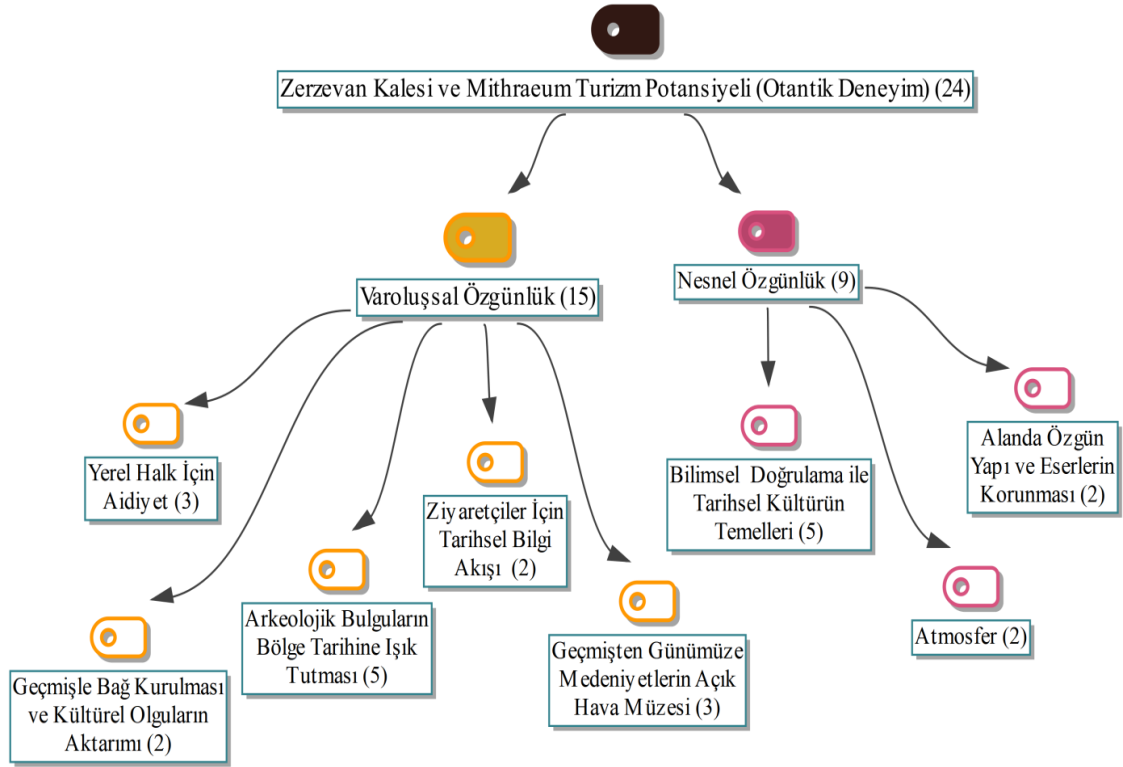 Zerzevan Kalesi ve Mithraeum Turizm Potansiyeli (Otantik Deneyim) (24)
Varoluşsal Özgünlük (15)
Nesnel Özgünlük (9)
Yerel Halk İçin
Aidiyet (3)
Geçmişle Bağ Kurulması
ve Kültürel Olguların
Aktarımı (2)
Arkeolojik Bulguların
Bölge Tarihine Işık
Tutması (5)
Ziyaretçiler İçin
Tarihsel Bilgi
Akışı (2)
Geçmişten Günümüze
Medeniyetlerin Açık
Hava Müzesi (3)
Bilimsel Doğrulama ile
Tarihsel Kültürün
Temelleri (5)
Atmosfer (2)
Alanda Özgün
Yapı ve Eserlerin
Korunması (2)